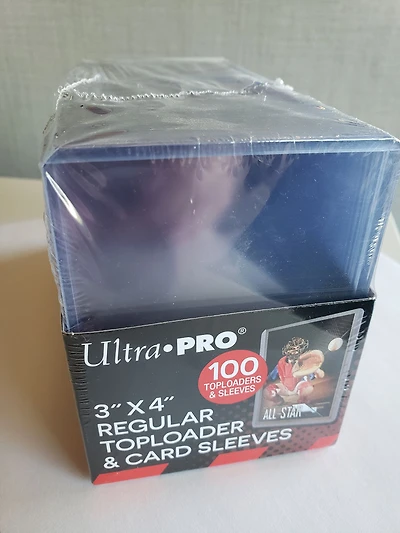 Ultra•PRO®
100
TOPLOADERS
& SLEEVES
3" X 4"
REGULAR
TOPLOADER
& CARD SLEEVES
ALL STAR